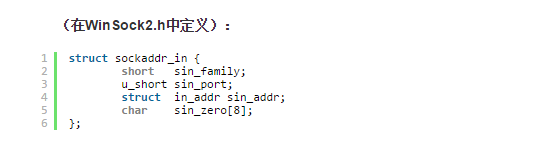 （在WinSock2.h中定义）：
1 struct sockaddr_in {
2         short   sin_family;
3         u_short sin_port;
4         struct  in_addr sin_addr;
5         char    sin_zero[8];
6 };